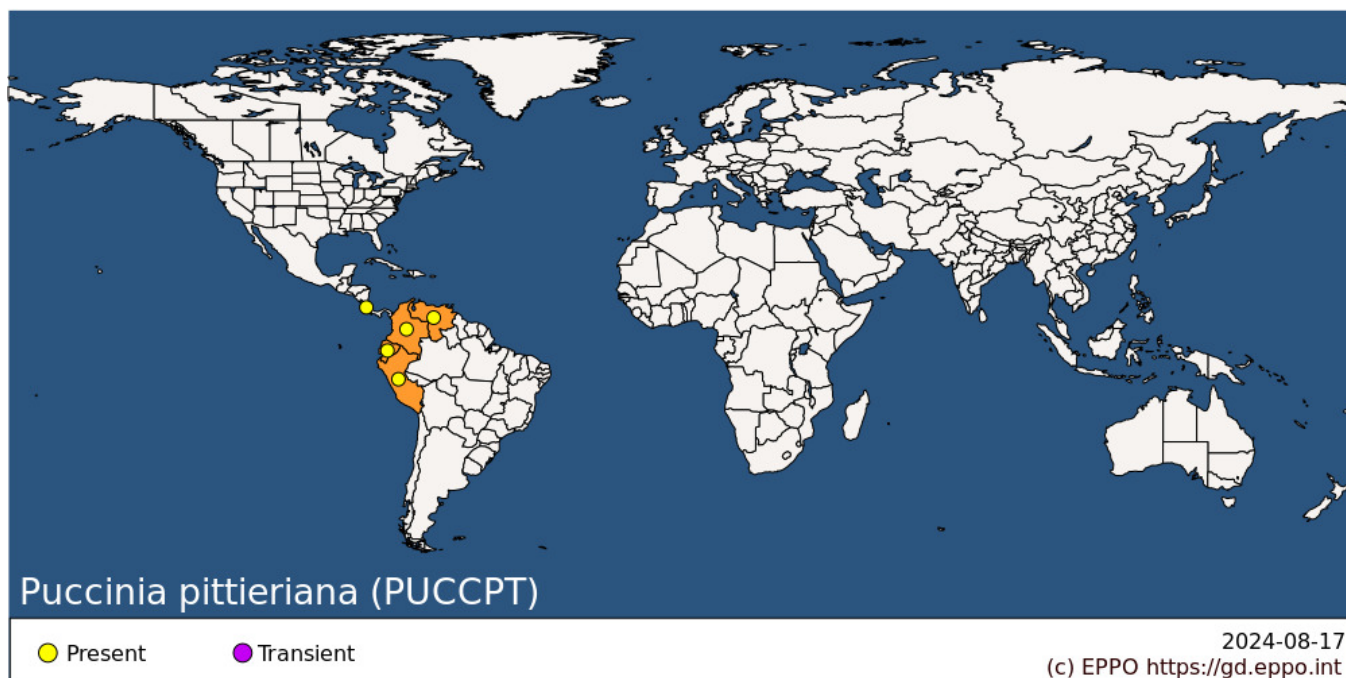 Puccinia pittieriana (PUCCPT)
Present
Transient
2024-08-17
(c) EPPO https://gd.eppo.int